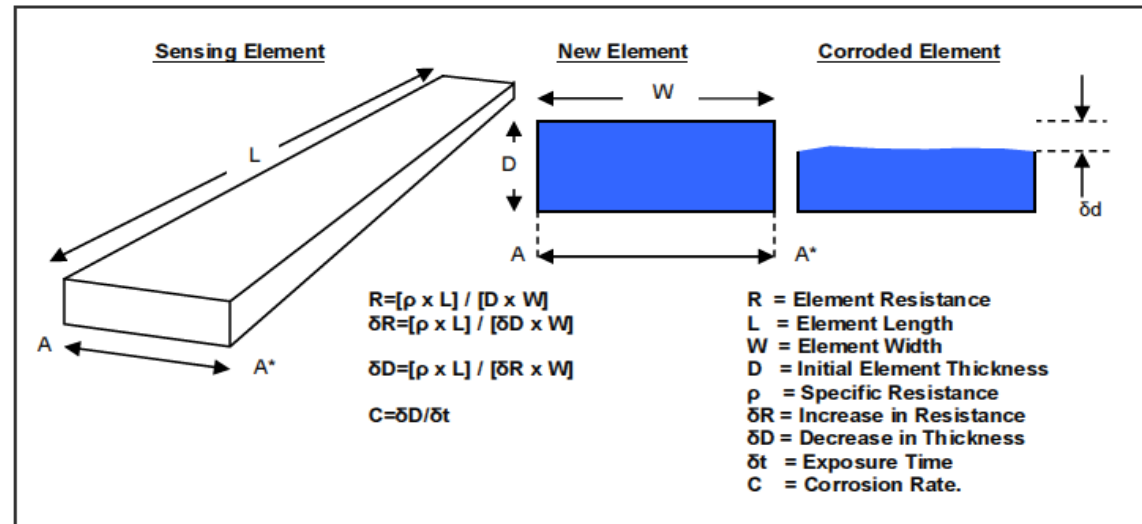 Sensing Element
New Element
Corroded Element
L
W
D
δd
A
A*
A
A*
R=[ρ x L] / [D x W]
δR=[ρ x L] / [δD x W]
δD=[ρ x L] / [δR x W]
C=δD/δt
R = Element Resistance
L = Element Length
W = Element Width
D = Initial Element Thickness
ρ = Specific Resistance
δR = Increase in Resistance
δD = Decrease in Thickness
δt = Exposure Time
C = Corrosion Rate.